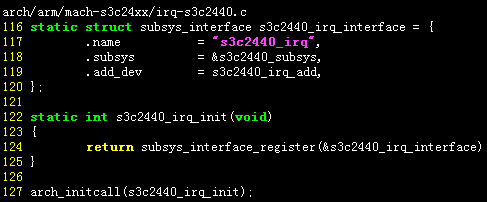 arch/arm/mach-s3c24xx/irq-s3c2440.c
116 static struct subsys_interface s3c2440_irq_interface = {
117         .name           = "s3c2440_irq",
118         .subsys         = &s3c2440_subsys,
119         .add_dev        = s3c2440_irq_add,
120 };
121
122 static int s3c2440_irq_init(void)
123 {
124         return subsys_interface_register(&s3c2440_irq_interface)
125 }
126
127 arch_initcall(s3c2440_irq_init);